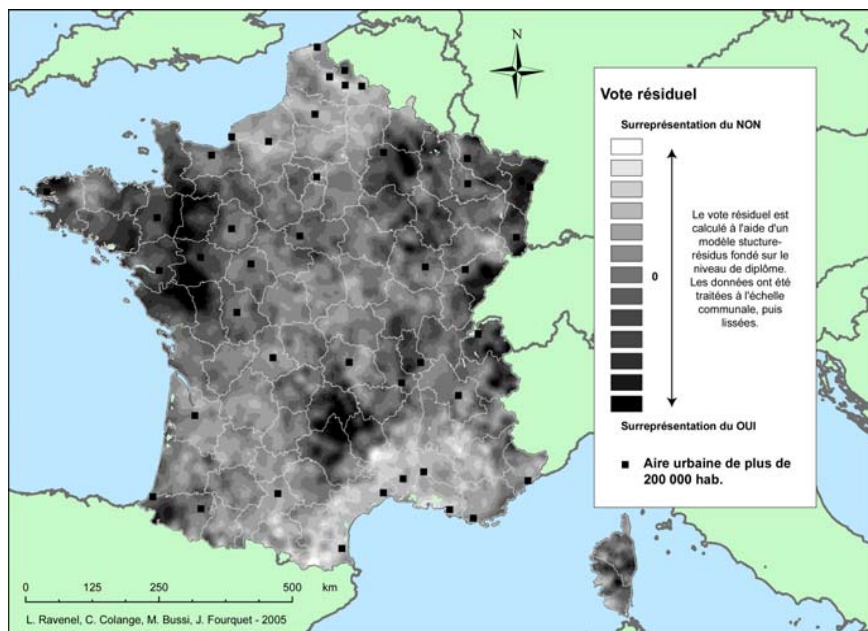 N
Vote résiduel
Surreprésentation du NON
0
Le vote résiduel est
calculé à l'aide d'un
modèle stucture-
résidus fondé sur le
niveau de diplôme.
Les données ont été
traitées à l'échelle
communale, puis
lissées.
Surreprésentation du OUI
Aire urbaine de plus de
200 000 hab.
0 125 250 500 km
L. Ravenel, C. Colange, M. Bussi, J. Fourquet - 2005